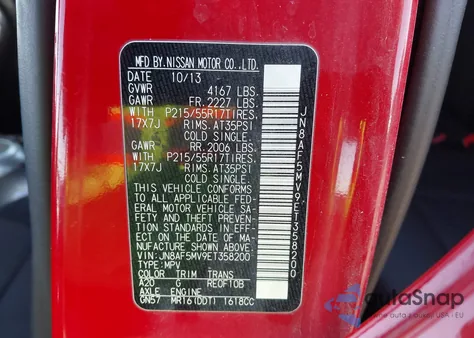 MFD BY.NISSAN MOTOR CO.,LTD.
DATE 10/13
GVWR 4167 LBS.
GAWR FR. 2227 LBS.
WITH P215/55R17TIRES,
17X7J RIMS.AT35PSI
COLD SINGLE.
GAWR RR. 2006 LBS.
WITH P215/55R17TIRES,
17X7J RIMS.AT35PSI
COLD SINGLE.
THIS VEHICLE CONFORMS
TO ALL APPLICABLE FED-
ERAL MOTOR VEHICLE SA-
FETY AND THEFT PREVEN-
TION STANDARDS IN EFF-
ECT ON THE DATE OF MA-
NUFACTURE SHOWN ABOVE.
VIN:JN8AF5MV9ET358200
TYPE:MPV
COLOR TRIM TRANS
A20 G RE0F10B
AXLE ENGINE
GN57 MR16(DDT) 1618CC
JN8AF5MV9ET358200
autoSnap